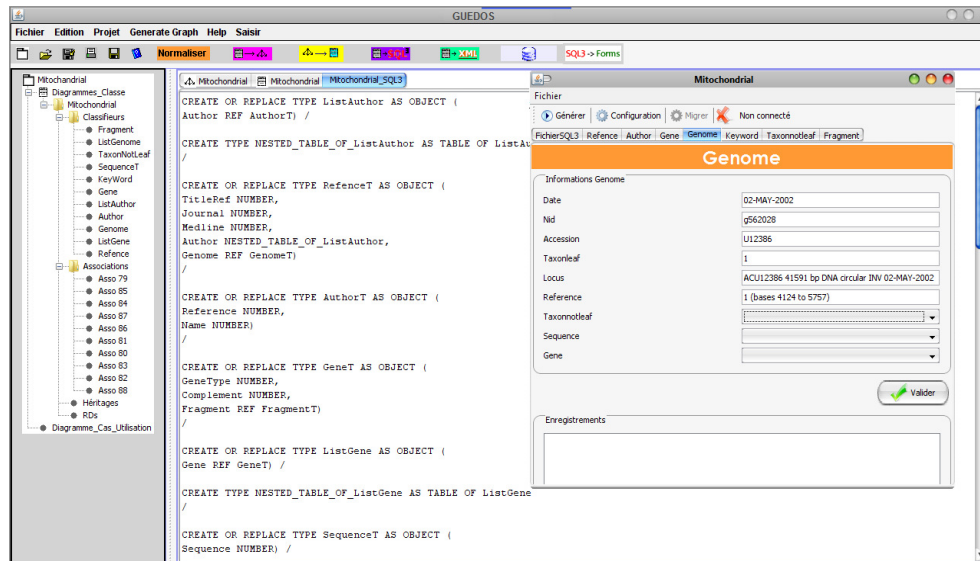 GUEDOS
Fichier Edition Projet Generate Graph Help Saisir
Normaliser
XML
SQL3 -> Forms
Mitochandrial
Diagrammes_Classe
Mitochondrial
Classifieurs
Fragment
ListGenome
TaxonNotLeaf
SequenceT
KeyWord
Gene
ListAuthor
Author
Genome
ListGene
Refence
Associations
Asso 79
Asso 85
Asso 84
Asso 87
Asso 86
Asso 81
Asso 80
Asso 83
Asso 82
Asso 88
Héritages
RDs
Diagramme_Cas_Utilisation
Mitochondrial Mitochondrial Mitochondrial_SQL3
CREATE OR REPLACE TYPE ListAuthor AS OBJECT (
Author REF AuthorT) /
CREATE TYPE NESTED_TABLE_OF_ListAuthor AS TABLE OF ListAu
/
CREATE OR REPLACE TYPE RefenceT AS OBJECT (
TitleRef NUMBER,
Journal NUMBER,
Medline NUMBER,
Author NESTED_TABLE_OF_ListAuthor,
Genome REF GenomeT)
/
CREATE OR REPLACE TYPE AuthorT AS OBJECT (
Reference NUMBER,
Name NUMBER)
/
CREATE OR REPLACE TYPE GeneT AS OBJECT (
GeneType NUMBER,
Complement NUMBER,
Fragment REF FragmentT)
/
CREATE OR REPLACE TYPE ListGene AS OBJECT (
Gene REF GeneT) /
CREATE TYPE NESTED_TABLE_OF_ListGene AS TABLE OF ListGene
/
CREATE OR REPLACE TYPE SequenceT AS OBJECT (
Sequence NUMBER) /
Mitochondrial
Fichier
Générer Configuration Migrer Non connecté
FichierSQL3 Refence Author Gene Genome Keyword Taxonnotleaf Fragment
Genome
Informations Genome
Date 02-MAY-2002
Nid g562028
Accession U12386
Taxonleaf 1
Locus ACU12386 41591 bp DNA circular INV 02-MAY-2002
Reference 1 (bases 4124 to 5757)
Taxonnotleaf
Sequence
Gene
Valider
Enregistrements